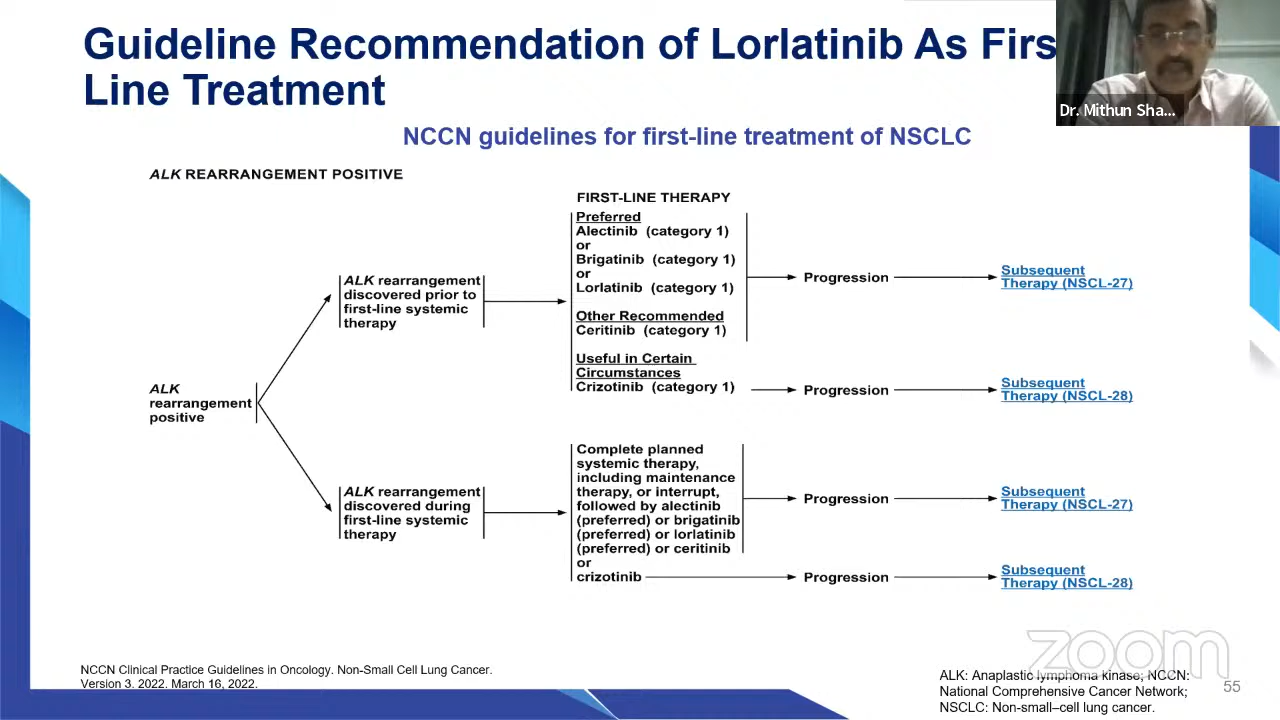 Guideline Recommendation of Lorlatinib As Firs
Line Treatment
Dr. Mithun Sha...
NCCN guidelines for first-line treatment of NSCLC
ALK REARRANGEMENT POSITIVE
ALK
rearrangement
positive
ALK rearrangement
discovered prior to
first-line systemic
therapy
FIRST-LINE THERAPY
Preferred
Alectinib (category 1)
or
Brigatinib (category 1)
or
Lorlatinib (category 1)
Other Recommended
Ceritinib (category 1)
Useful in Certain
Circumstances
Crizotinib (category 1)
Progression
Subsequent
Therapy (NSCL-27)
Progression
Subsequent
Therapy (NSCL-28)
ALK rearrangement
discovered during
first-line systemic
therapy
Complete planned
systemic therapy,
including maintenance
therapy, or interrupt,
followed by alectinib
(preferred) or brigatinib
(preferred) or lorlatinib
(preferred) or ceritinib
or
crizotinib
Progression
Subsequent
Therapy (NSCL-27)
Progression
Subsequent
Therapy (NSCL-28)
NCCN Clinical Practice Guidelines in Oncology. Non-Small Cell Lung Cancer.
Version 3. 2022. March 16, 2022.
zoom
ALK: Anaplastic lymphoma kinase; NCCN:
National Comprehensive Cancer Network;
NSCLC: Non-small–cell lung cancer.
55